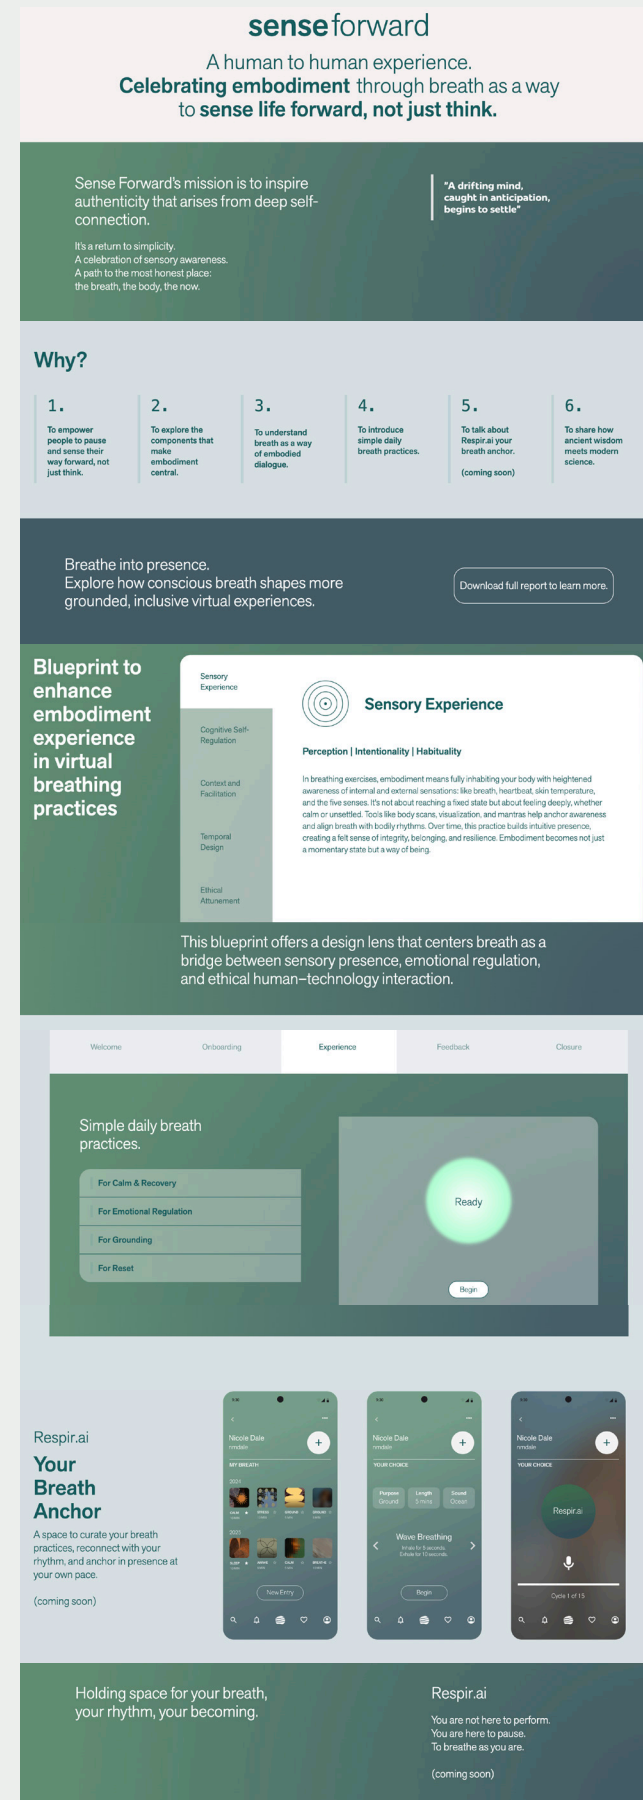 senseforward
A human to human experience.
Celebrating embodiment through breath as a way
to sense life forward, not just think.
Sense Forward's mission is to inspire
authenticity that arises from deep self-
connection.
It's a return to simplicity.
A celebration of sensory awareness.
A path to the most honest place:
the breath, the body, the now.
"A drifting mind,
caught in anticipation,
begins to settle"
Why?
1.
To empower
people to pause
and sense their
way forward, not
just think.
2.
To explore the
components that
make
embodiment
central.
3.
To understand
breath as a way
of embodied
dialogue.
4.
To introduce
simple daily
breath practices.
5.
To talk about
Respir.ai your
breath anchor.
(coming soon)
6.
To share how
ancient wisdom
meets modern
science.
Breathe into presence.
Explore how conscious breath shapes more
grounded, inclusive virtual experiences.
Download full report to learn more.
Blueprint to
enhance
embodiment
experience
in virtual
breathing
practices
Sensory
Experience
Cognitive Self-
Regulation
Context and
Facilitation
Temporal
Design
Ethical
Attunement
Sensory Experience
Perception | Intentionality | Habituality
In breathing exercises, embodiment means fully inhabiting your body with heightened
awareness of internal and external sensations: like breath, heartbeat, skin temperature,
and the five senses. It's not about reaching a fixed state but about feeling deeply, whether
calm or unsettled. Tools like body scans, visualization, and mantras help anchor awareness
and align breath with bodily rhythms. Over time, this practice builds intuitive presence,
creating a felt sense of integrity, belonging, and resilience. Embodiment becomes not just
a momentary state but a way of being.
This blueprint offers a design lens that centers breath as a
bridge between sensory presence, emotional regulation,
and ethical human–technology interaction.
Welcome
Onboarding
Experience
Feedback
Closure
Simple daily breath
practices.
For Calm & Recovery
For Emotional Regulation
For Grounding
For Reset
Ready
Begin
Respir.ai
Your
Breath
Anchor
A space to curate your breath
practices, reconnect with your
rhythm, and anchor in presence at
your own pace.
(coming soon)
Nicole Dale
nmdale
MY BREATH
New Entry
Nicole Dale
nmdale
YOUR CHOICE
Purpose
Ground
Length
5 mins
Sound
Ocean
Wave Breathing
Begin
Nicole Dale
nmdale
YOUR CHOICE
Respir.ai
Cycle 1 of 15
Holding space for your breath,
your rhythm, your becoming.
Respir.ai
You are not here to perform.
You are here to pause.
To breathe as you are.
(coming soon)